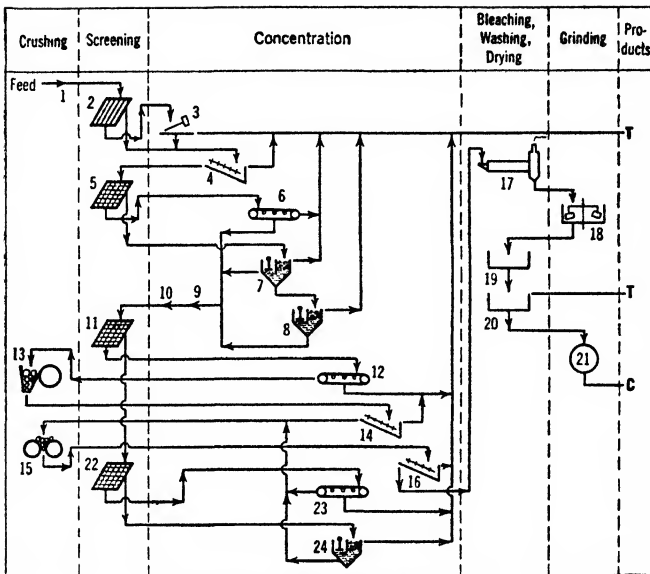 Crushing
Screening
Concentration
Bleaching,
Washing,
Drying
Grinding
Pro-
ducts
Feed
1
2
3
T
4
5
6
17
18
7
19
T
8
20
10 9
11
21
13
12
C
14
15
16
22
23
24